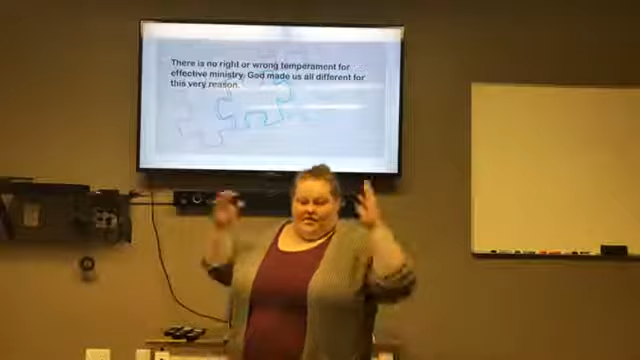 There is no right or wrong temperament for
effective ministry. God made us all different for
this very reason.